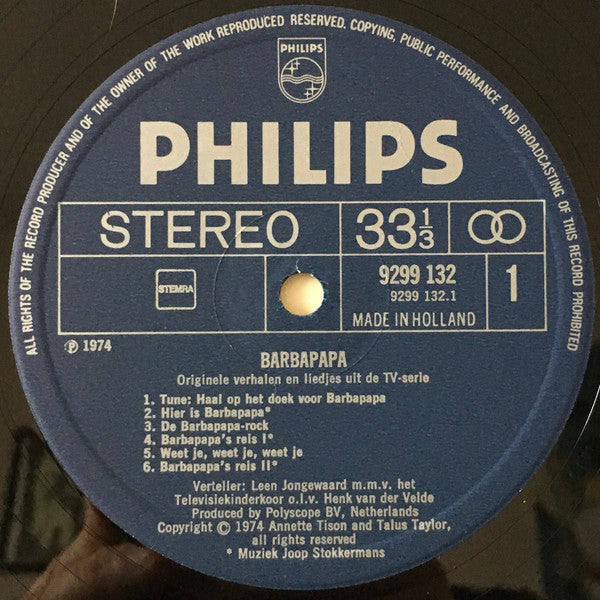 ALL RIGHTS OF THE RECORD PRODUCER AND OF THE OWNER OF THE WORK REPRODUCED RESERVED. COPYING, PUBLIC PERFORMANCE AND BROADCASTING OF THIS RECORD PROHIBITED
PHILIPS
PHILIPS
STEREO 33⅓
STEMRA 9299 132 1
9299 132.1
MADE IN HOLLAND
Ⓟ 1974
BARBAPAPA
Originele verhalen en liedjes uit de TV-serie
1. Tune: Haal op het doek voor Barbapapa
2. Hier is Barbapapa*
3. De Barbapapa-rock
4. Barbapapa's reis I*
5. Weet je, weet je, weet je
6. Barbapapa's reis II*
Verteller: Leen Jongewaard m.m.v. het
Televisiekinderkoor o.l.v. Henk van der Velde
Produced by Polyscope BV, Netherlands
Copyright © 1974 Annette Tison and Talus Taylor,
all rights reserved
* Muziek Joop Stokkermans